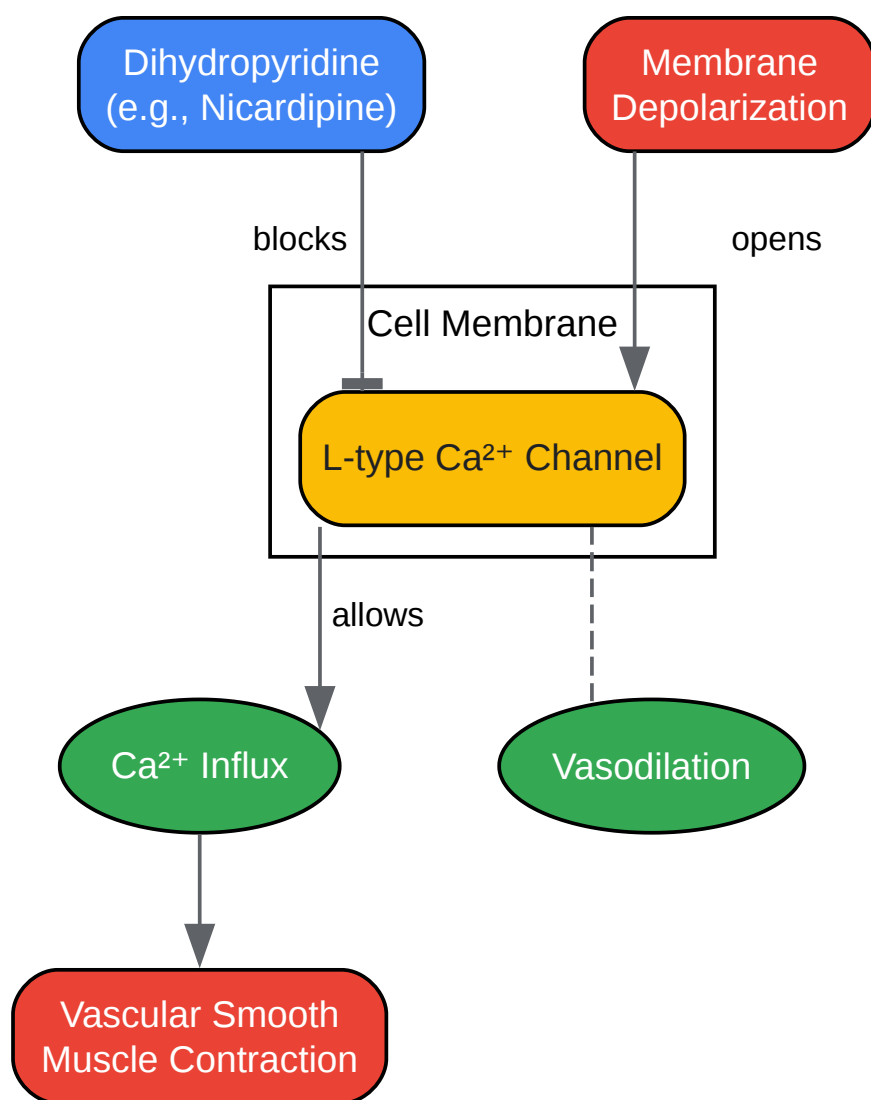 Dihydropyridine
(e.g., Nicardipine)
Membrane
Depolarization
blocks
opens
Cell Membrane
L-type Ca²⁺ Channel
allows
Ca²⁺ Influx
Vasodilation
Vascular Smooth
Muscle Contraction